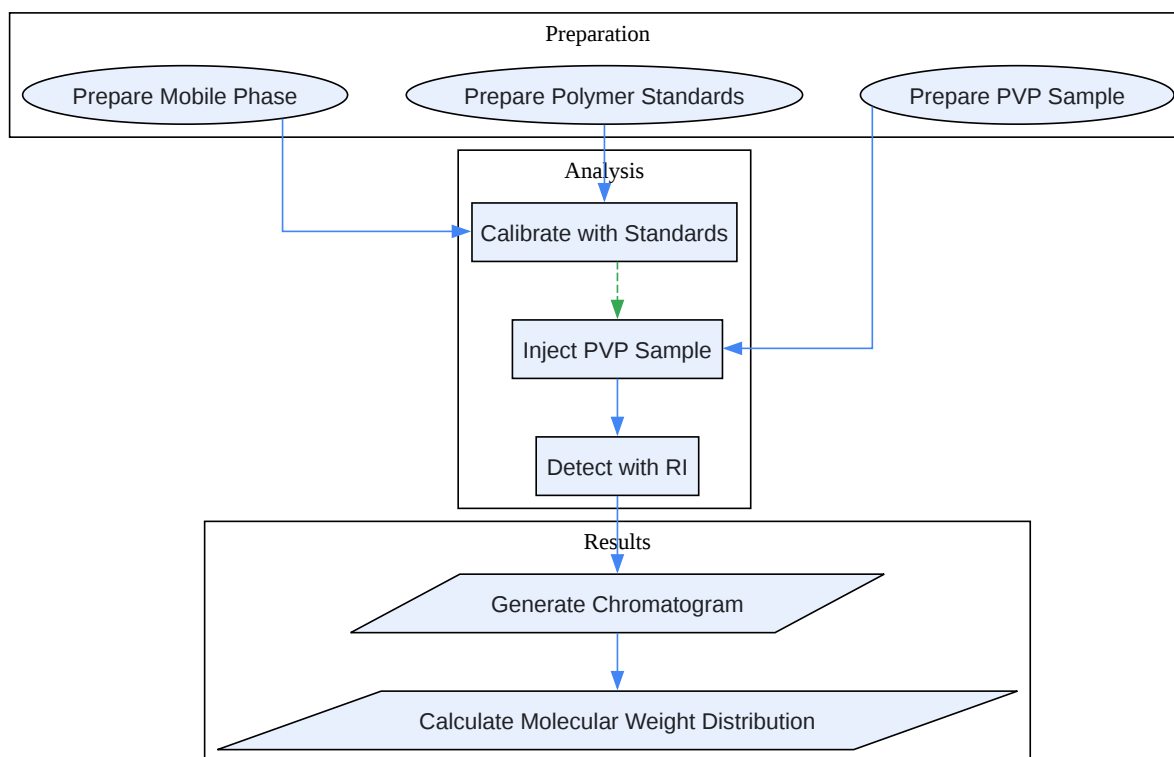 Preparation
Prepare Mobile Phase
Prepare Polymer Standards
Prepare PVP Sample
Analysis
Calibrate with Standards
Inject PVP Sample
Detect with RI
Results
Generate Chromatogram
Calculate Molecular Weight Distribution